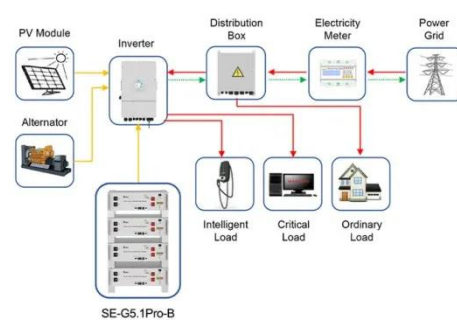 PV Module
Inverter
Distribution
Box
Electricity
Meter
Power
Grid
Alternator
Intelligent
Load
Critical
Load
Ordinary
Load
SE-G5.1Pro-B